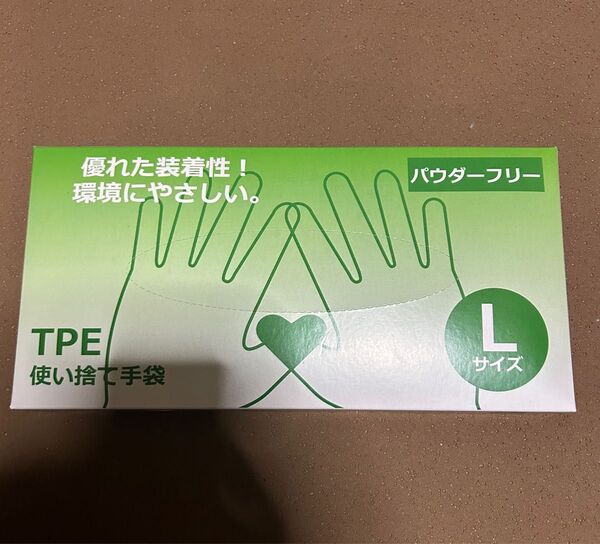 優れた装着性！
環境にやさしい。
パウダーフリー
TPE
使い捨て手袋
L
サイズ